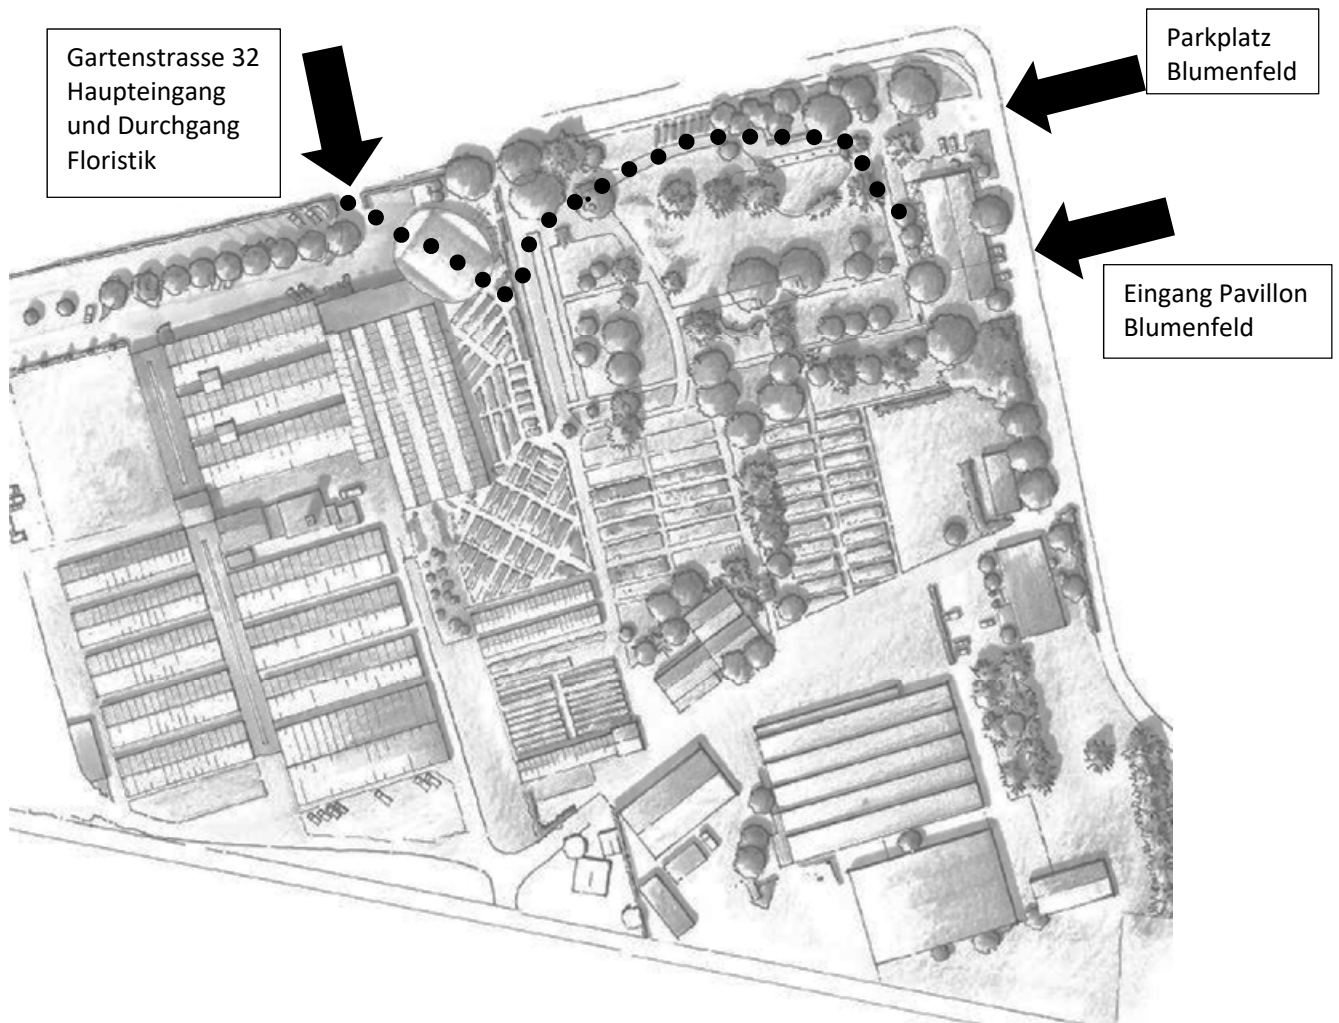 Gartenstrasse 32
Haupteingang
und Durchgang
Floristik
Parkplatz
Blumenfeld
Eingang Pavillon
Blumenfeld